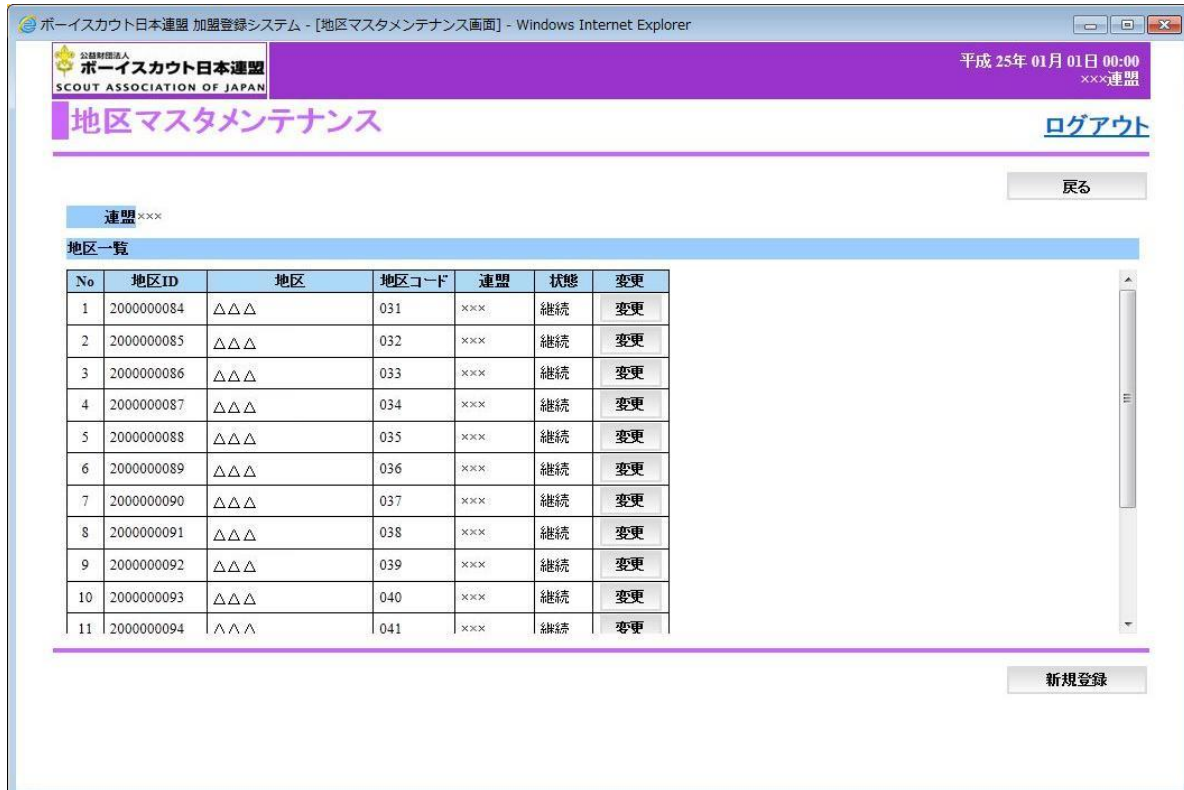 ボーイスカウト日本連盟 加盟登録システム - [地区マスタメンテナンス画面] - Windows Internet Explorer
公益財団法人
ボーイスカウト日本連盟
SCOUT ASSOCIATION OF JAPAN
平成 25年 01月 01日 00:00
×××連盟
地区マスタメンテナンス
ログアウト
戻る
連盟×××
地区一覧
No 地区ID 地区 地区コード 連盟 状態 変更
1 2000000084 △△△ 031 ××× 継続 変更
2 2000000085 △△△ 032 ××× 継続 変更
3 2000000086 △△△ 033 ××× 継続 変更
4 2000000087 △△△ 034 ××× 継続 変更
5 2000000088 △△△ 035 ××× 継続 変更
6 2000000089 △△△ 036 ××× 継続 変更
7 2000000090 △△△ 037 ××× 継続 変更
8 2000000091 △△△ 038 ××× 継続 変更
9 2000000092 △△△ 039 ××× 継続 変更
10 2000000093 △△△ 040 ××× 継続 変更
11 2000000094 △△△ 041 ××× 継続 変更
新規登録